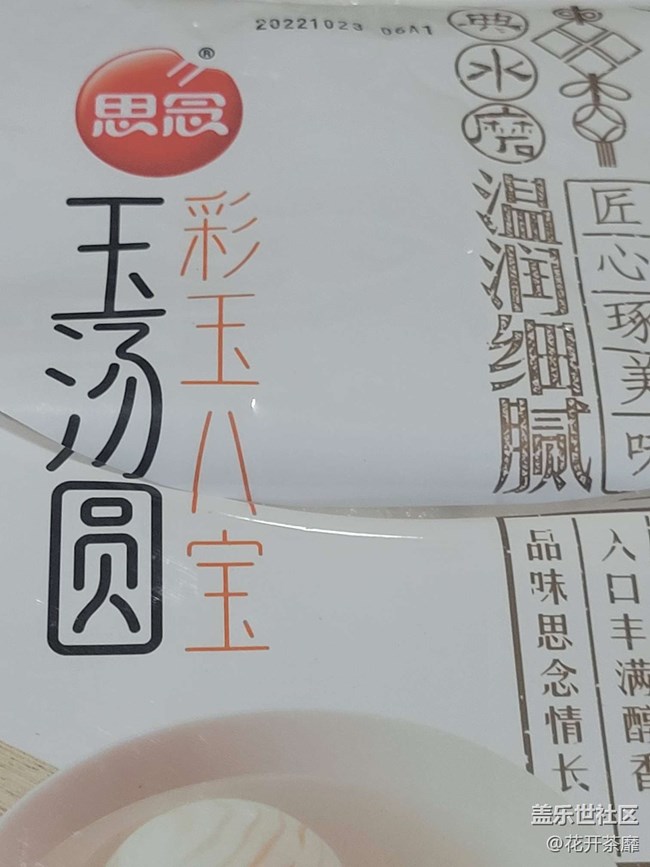 20221023 06A1
思念®
典水磨
温润细腻
匠心琢美味
玉汤圆
彩玉八宝
入口丰满醇香
品味思念情长
盖乐世社区
@花开茶靡